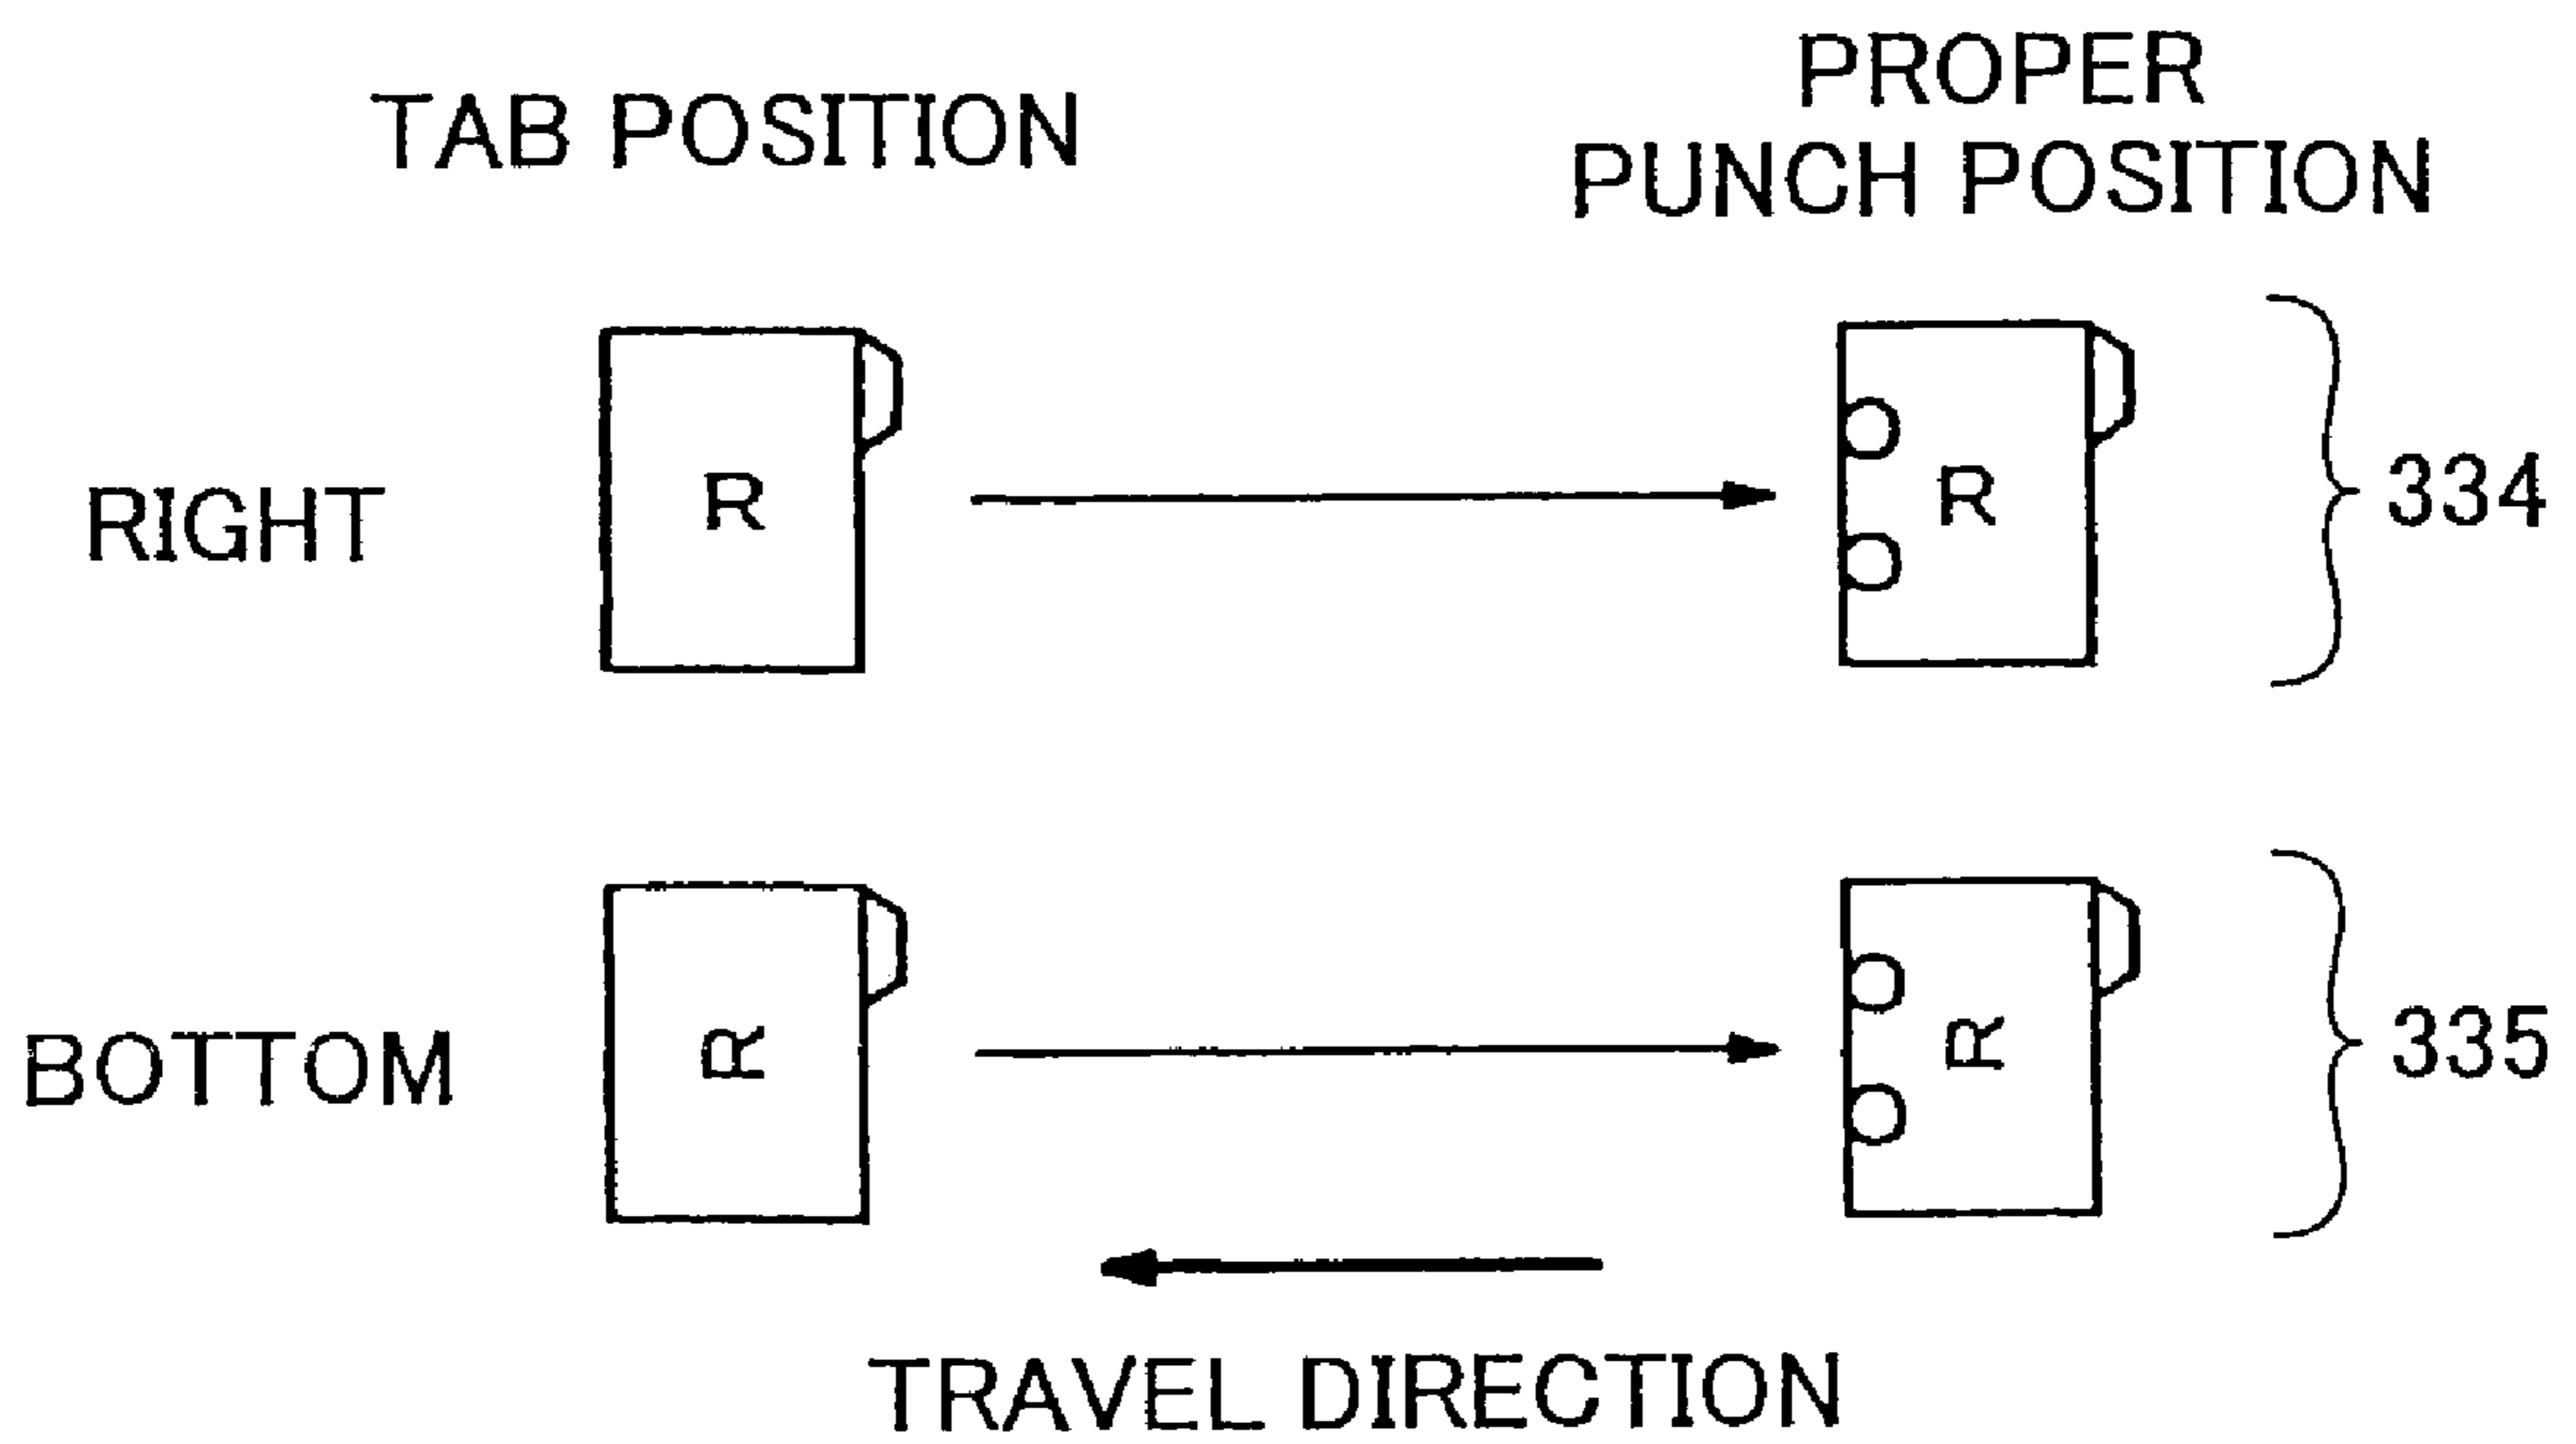 TAB POSITION
PROPER
PUNCH POSITION
RIGHT
R
R
334
BOTTOM
R
R
335
TRAVEL DIRECTION